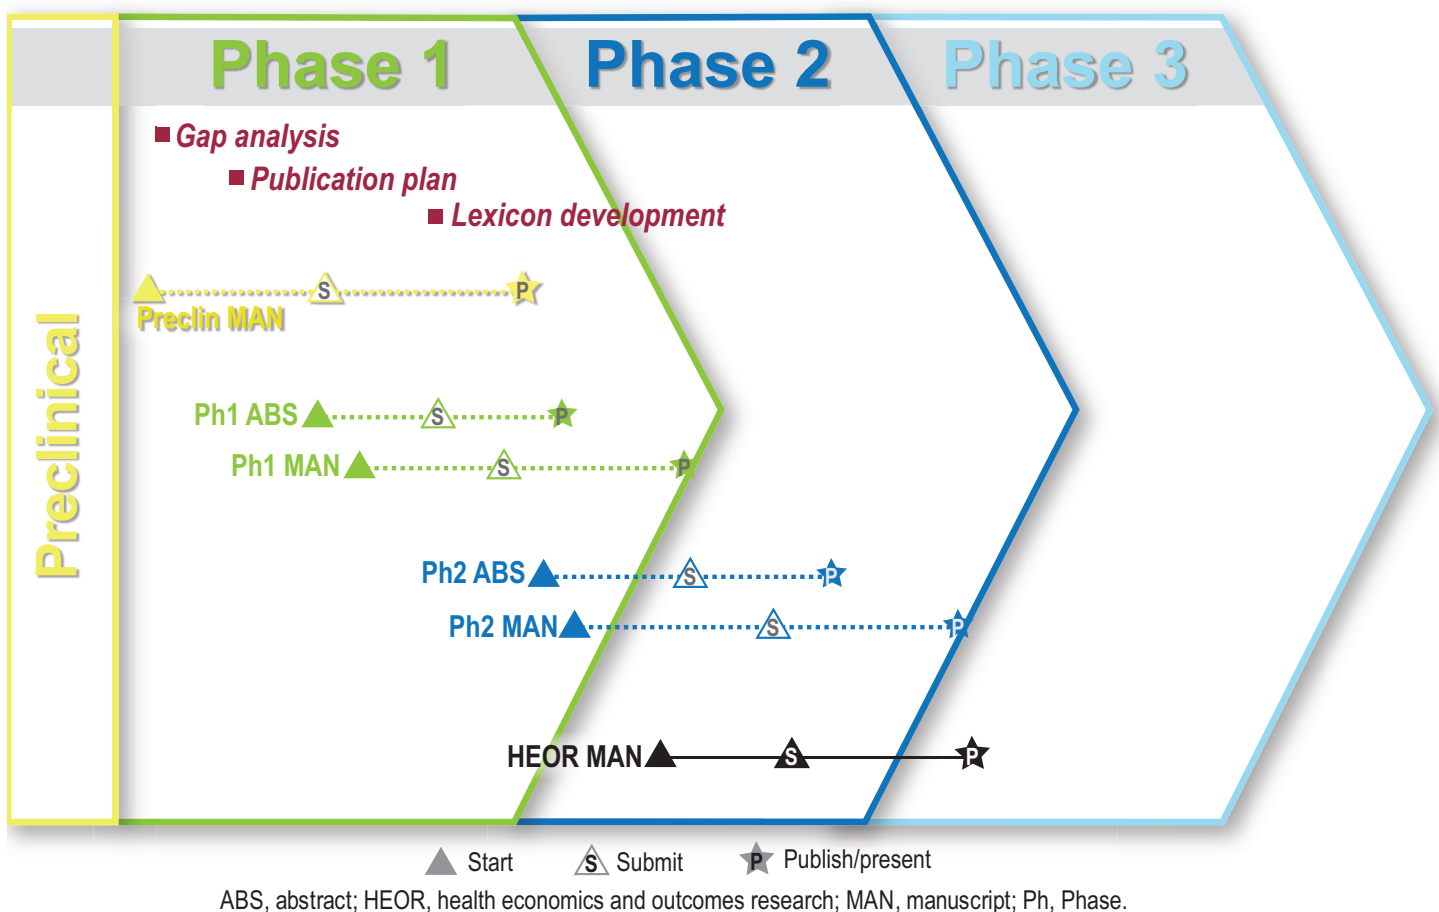 Phase 1 Phase 2 Phase 3
Gap analysis
Publication plan
Lexicon development
Preclinical
S P
Preclin MAN
Ph1 ABS S P
Ph1 MAN S P
Ph2 ABS S P
Ph2 MAN S P
HEOR MAN S P
Start S Submit P Publish/present
ABS, abstract; HEOR, health economics and outcomes research; MAN, manuscript; Ph, Phase.